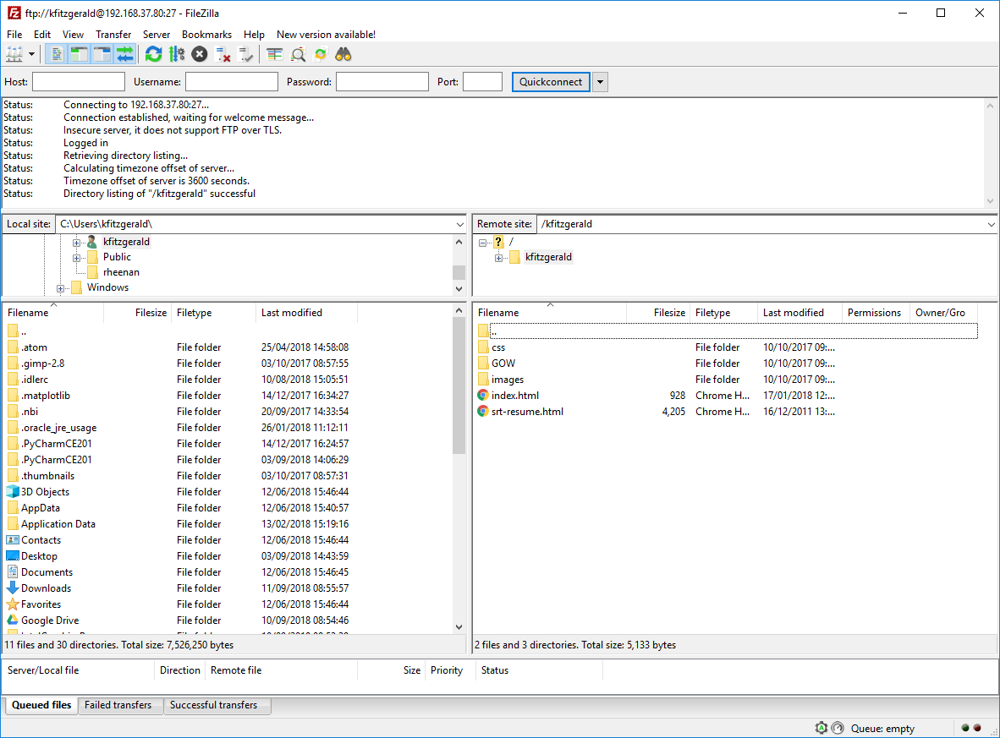 ftp://kfitzgerald@192.168.37.80:27 - FileZilla
File Edit View Transfer Server Bookmarks Help New version available!
Host: Username: Password: Port: Quickconnect
Status: Connecting to 192.168.37.80:27...
Status: Connection established, waiting for welcome message...
Status: Insecure server, it does not support FTP over TLS.
Status: Logged in
Status: Retrieving directory listing...
Status: Calculating timezone offset of server...
Status: Timezone offset of server is 3600 seconds.
Status: Directory listing of "/kfitzgerald" successful
Local site: C:\Users\kfitzgerald\
kfitzgerald
Public
rheenan
Windows
Filename Filesize Filetype Last modified
..
.atom File folder 25/04/2018 14:58:08
.gimp-2.8 File folder 03/10/2017 08:57:55
.idlerc File folder 10/08/2018 15:05:51
.matplotlib File folder 14/12/2017 16:34:27
.nbi File folder 20/09/2017 14:33:54
.oracle_jre_usage File folder 26/01/2018 11:12:11
.PyCharmCE201 File folder 14/12/2017 16:24:57
.PyCharmCE201 File folder 03/09/2018 14:06:29
.thumbnails File folder 03/10/2017 08:57:31
3D Objects File folder 12/06/2018 15:46:44
AppData File folder 12/06/2018 15:40:57
Application Data File folder 13/02/2018 15:19:16
Contacts File folder 12/06/2018 15:46:44
Desktop File folder 03/09/2018 14:43:59
Documents File folder 12/06/2018 15:46:45
Downloads File folder 11/09/2018 08:55:57
Favorites File folder 12/06/2018 15:46:44
Google Drive File folder 10/09/2018 08:54:46
11 files and 30 directories. Total size: 7,526,250 bytes
Remote site: /kfitzgerald
/
kfitzgerald
Filename Filesize Filetype Last modified Permissions Owner/Gro
..
css File folder 10/10/2017 09:...
GOW File folder 10/10/2017 09:...
images File folder 10/10/2017 09:...
index.html 928 Chrome H... 17/01/2018 12:...
srt-resume.html 4,205 Chrome H... 16/12/2011 13:...
2 files and 3 directories. Total size: 5,133 bytes
Server/Local file Direction Remote file Size Priority Status
Queued files Failed transfers Successful transfers
Queue: empty